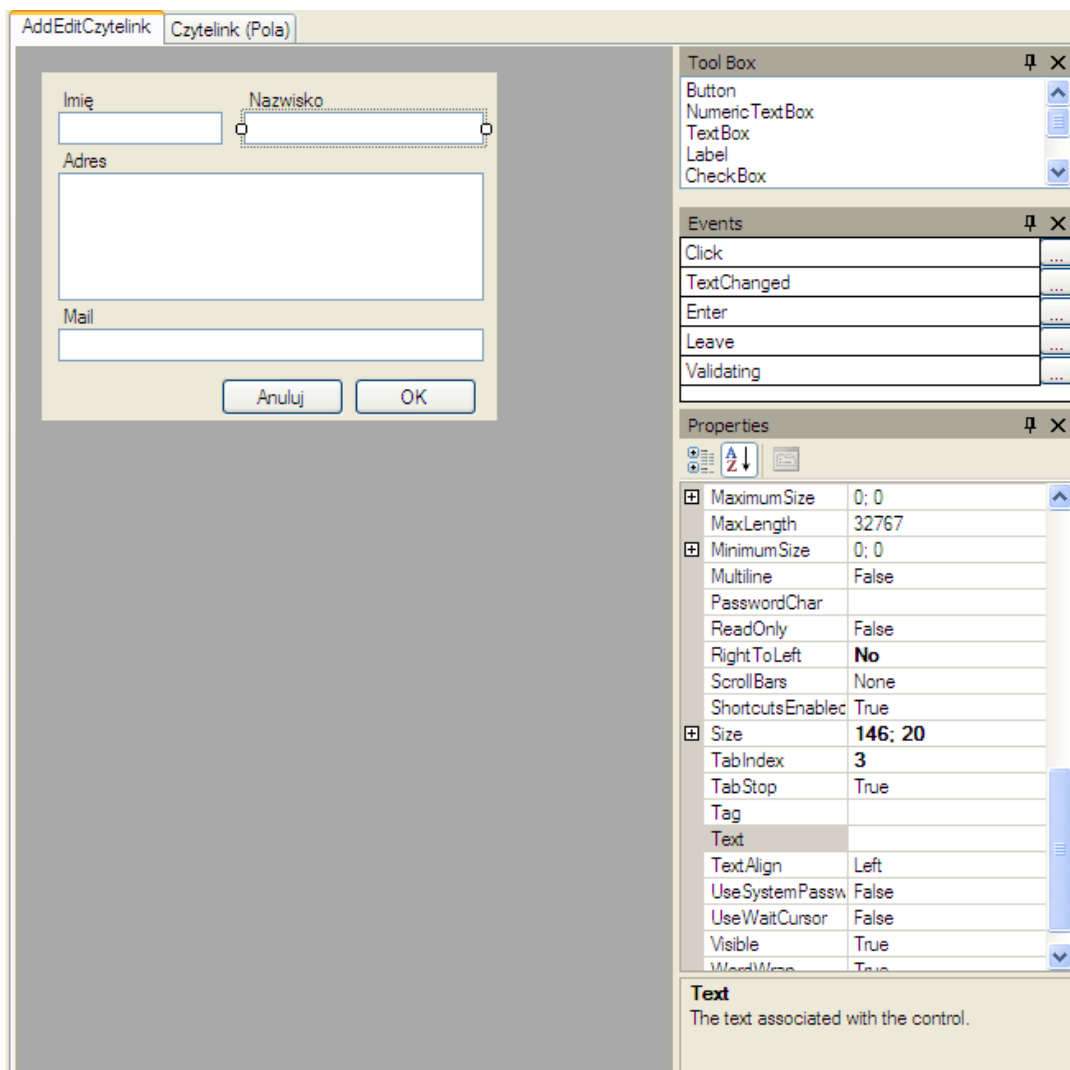 AddEditCzytelink Czytelink (Pola)
Imię Nazwisko
Adres
Mail
Anuluj OK
Tool Box
Button
NumericTextBox
TextBox
Label
CheckBox
Events
Click ...
TextChanged ...
Enter ...
Leave ...
Validating ...
Properties
A
Z
MaximumSize 0; 0
MaxLength 32767
MinimumSize 0; 0
Multiline False
PasswordChar
ReadOnly False
RightToLeft No
ScrollBars None
ShortcutsEnabled True
Size 146; 20
TabIndex 3
TabStop True
Tag
Text
TextAlign Left
UseSystemPassw False
UseWaitCursor False
Visible True
WordWrap True
Text
The text associated with the control.